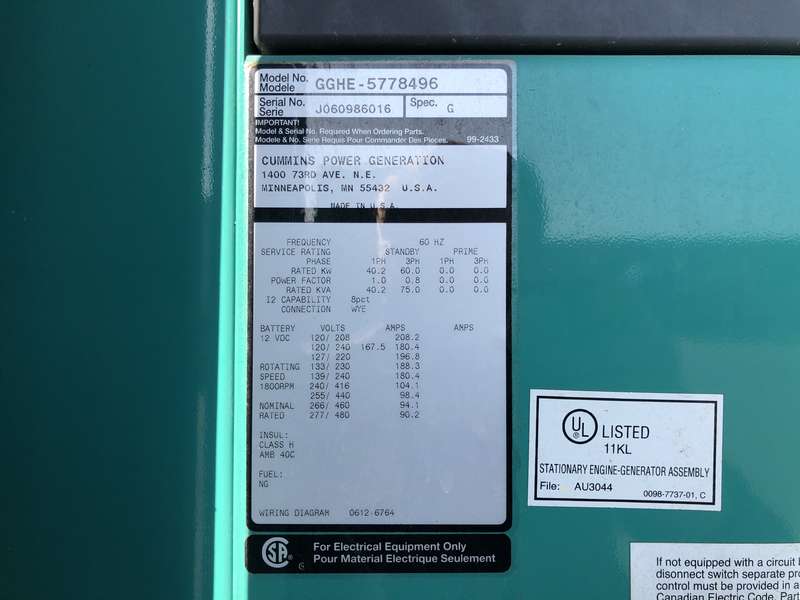 Model No. GGHE-5778496
Modele
Serial No. J060986016 Spec. G
Serie
IMPORTANT!
Model & Serial No. Required When Ordering Parts.
Modele & No. Serie Requis Pour Commander Des Pieces. 99-2433
CUMMINS POWER GENERATION
1400 73RD AVE. N.E.
MINNEAPOLIS, MN 55432 U.S.A.
MADE IN U.S.A.
FREQUENCY 60 HZ
SERVICE RATING STANDBY PRIME
PHASE 1PH 3PH 1PH 3PH
RATED KW 40.2 60.0 0.0 0.0
POWER FACTOR 1.0 0.8 0.0 0.0
RATED KVA 40.2 75.0 0.0 0.0
I2 CAPABILITY 8pct
CONNECTION WYE
BATTERY VOLTS AMPS AMPS
12 VDC 120/ 208 208.2
120/ 240 167.5 180.4
127/ 220 196.8
ROTATING 133/ 230 188.3
SPEED 139/ 240 180.4
1800RPM 240/ 416 104.1
255/ 440 98.4
NOMINAL 266/ 460 94.1
RATED 277/ 480 90.2
INSUL:
CLASS H
AMB 40C
FUEL:
NG
WIRING DIAGRAM 0612-6764
SA
For Electrical Equipment Only
Pour Material Electrique Seulement
UL LISTED
11KL
STATIONARY ENGINE-GENERATOR ASSEMBLY
File: AU3044
0098-7737-01, C
If not equipped with a circuit
disonnect switch separate
control must be provided in a
Canadian Electric Code, Part